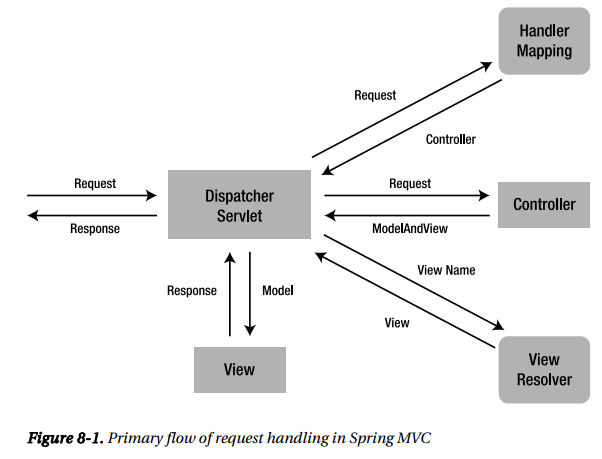 Handler
Mapping
Request
Controller
Request
Response
Dispatcher
Servlet
Request
ModelAndView
Controller
View Name
View
Response
Model
View
View
Resolver
Figure 8-1. Primary flow of request handling in Spring MVC